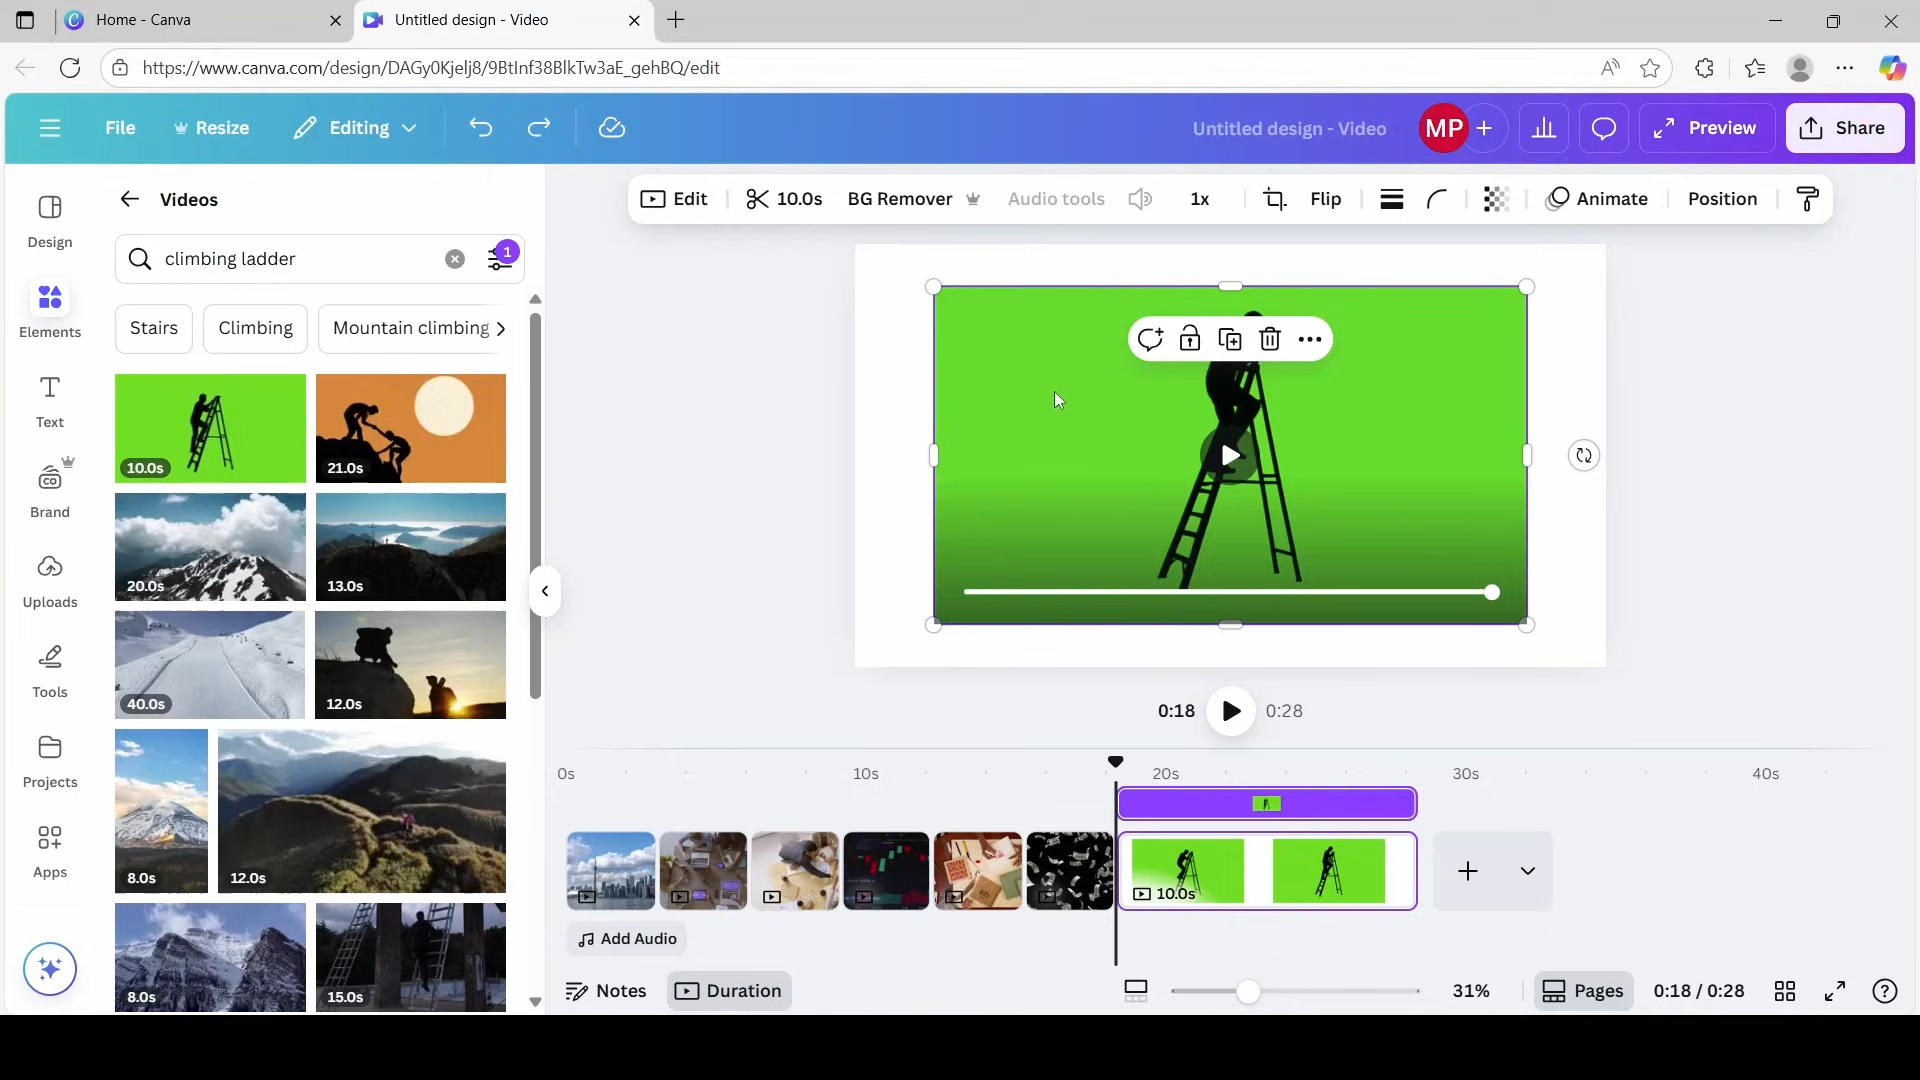 Home - Canva
Untitled design - Video
https://www.canva.com/design/DAGy0Kjelj8/9BtInf38BlkTw3aE_gehBQ/edit
File
Resize
Editing
Untitled design - Video
MP
Preview
Share
Design
Elements
Text
Brand
Uploads
Tools
Projects
Apps
Videos
climbing ladder
1
Stairs
Climbing
Mountain climbing
10.0s
21.0s
20.0s
13.0s
40.0s
12.0s
8.0s
12.0s
8.0s
15.0s
Edit
10.0s
BG Remover
Audio tools
1x
Flip
Animate
Position
0:18
0:28
0s
10s
20s
30s
40s
10.0s
Add Audio
Notes
Duration
31%
Pages
0:18 / 0:28